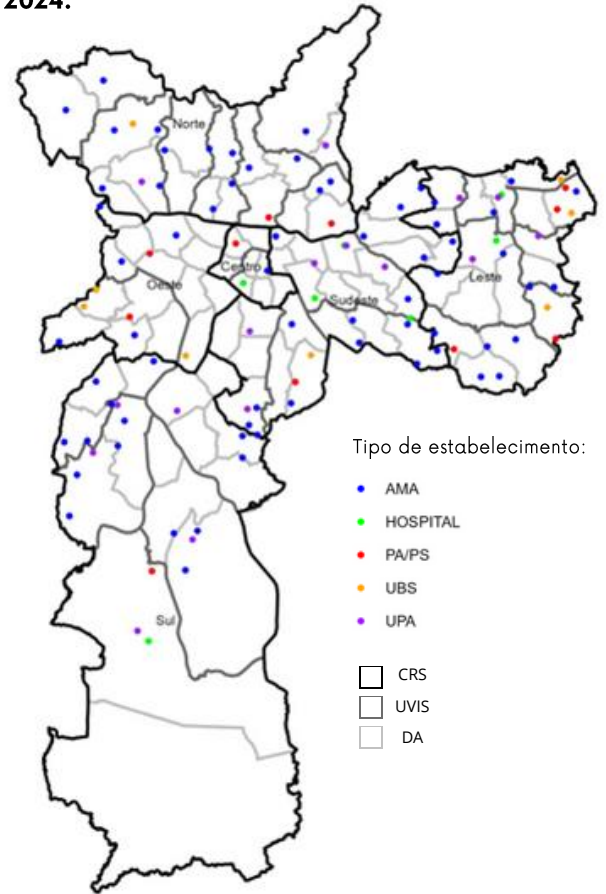 2024.
Norte
Centro
Oeste
Sudeste
Leste
Tipo de estabelecimento:
AMA
HOSPITAL
PA/PS
UBS
UPA
Sul
CRS
UVIS
DA